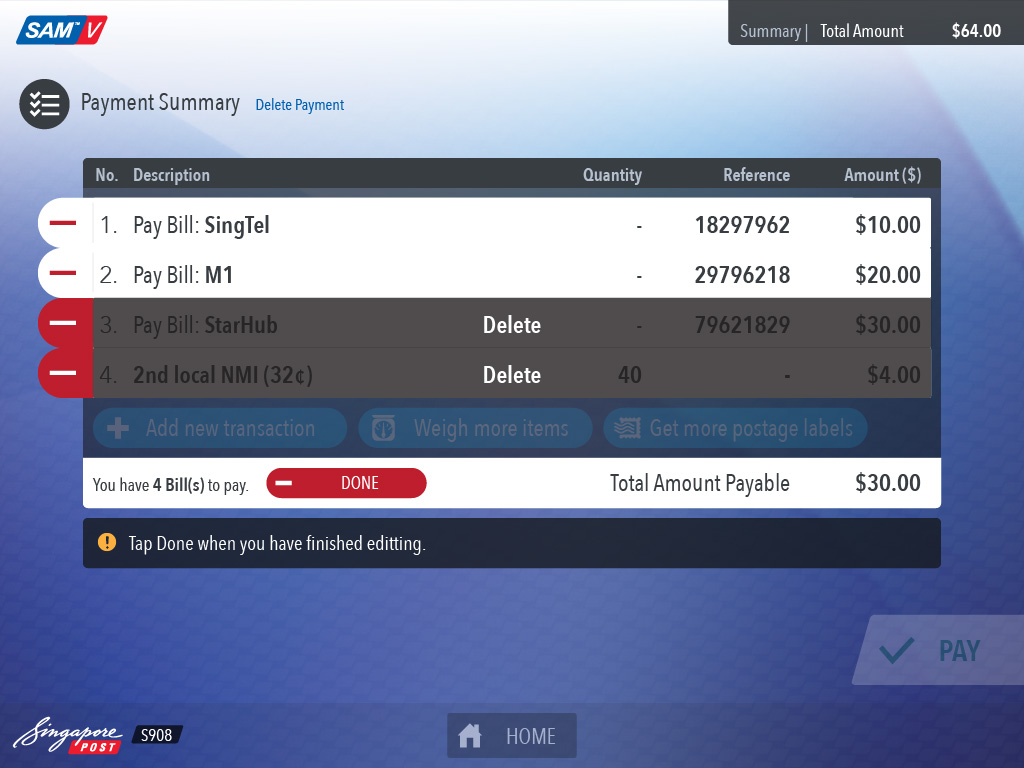 SAM™ V
Summary | Total Amount $64.00
Payment Summary Delete Payment
No. Description Quantity Reference Amount ($)
1. Pay Bill: SingTel - 18297962 $10.00
2. Pay Bill: M1 - 29796218 $20.00
3. Pay Bill: StarHub Delete - 79621829 $30.00
4. 2nd local NMI (32¢) Delete 40 - $4.00
Add new transaction Weigh more items Get more postage labels
You have 4 Bill(s) to pay. DONE Total Amount Payable $30.00
Tap Done when you have finished editting.
PAY
Singapore POST S908 HOME